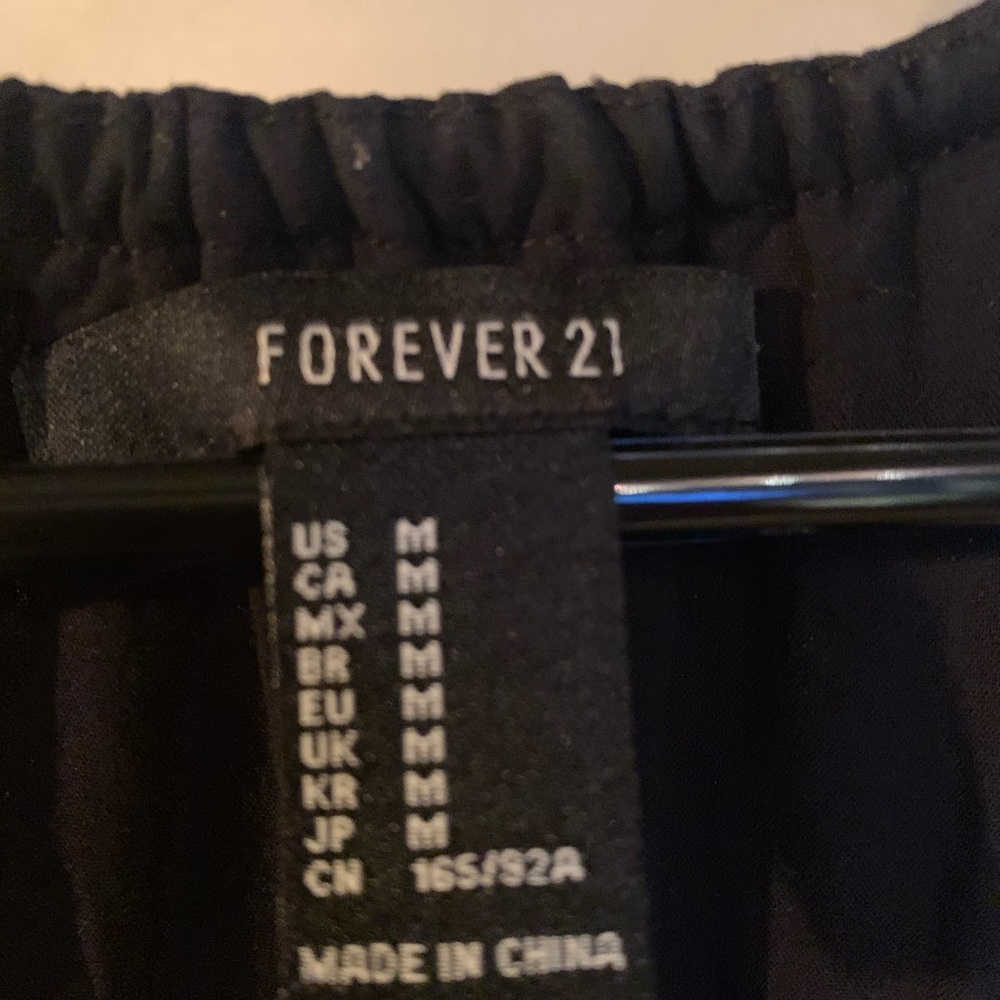 FOREVER 21
US M
CA M
MX M
BR M
EU M
UK M
KR M
JP M
CN 165/92A
MADE IN CHINA